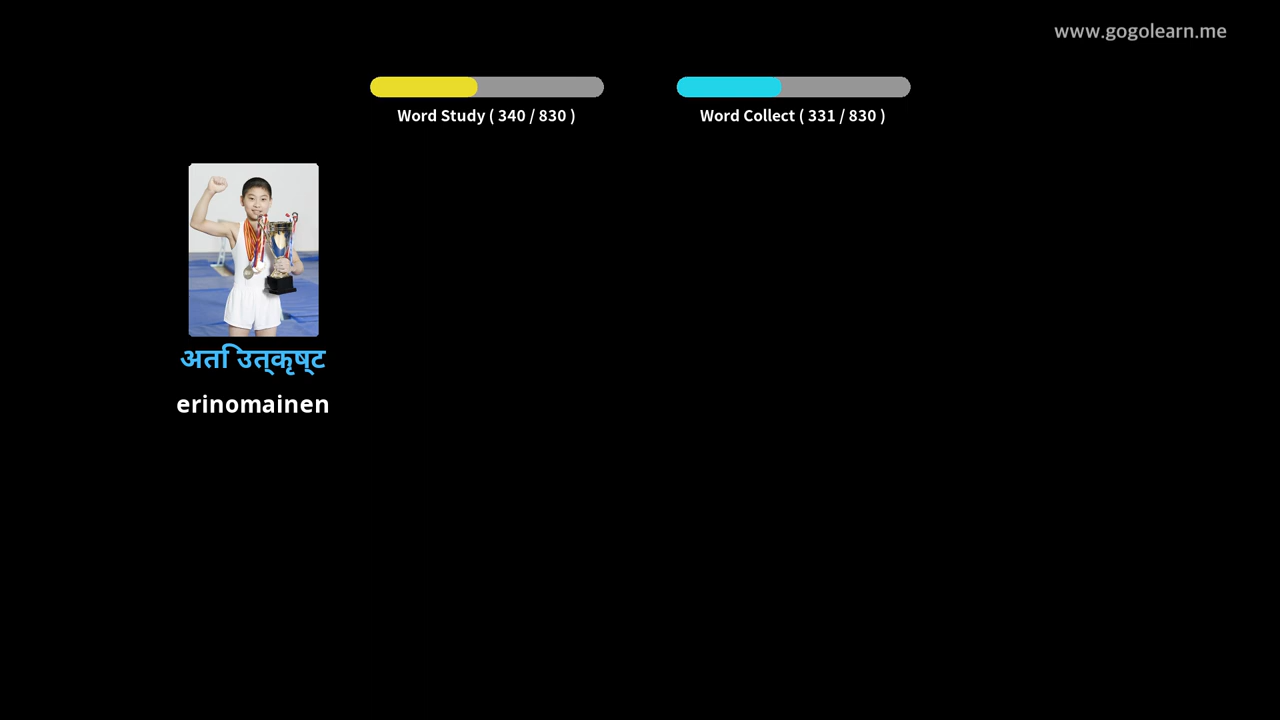 www.gogolearn.me
Word Study ( 340 / 830 )
Word Collect ( 331 / 830 )
अति उत्कृष्ट
erinomainen